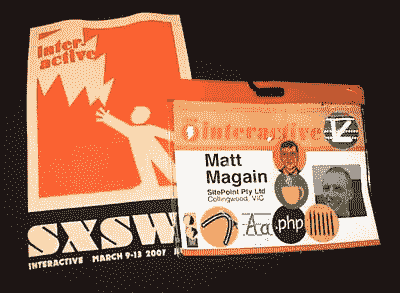 inter-
active
SXSW
INTERACTIVE MARCH 9-13 2007
interactive
Matt
Magain
SitePoint Pty Ltd
Collingwood, VIC
Aa
.php